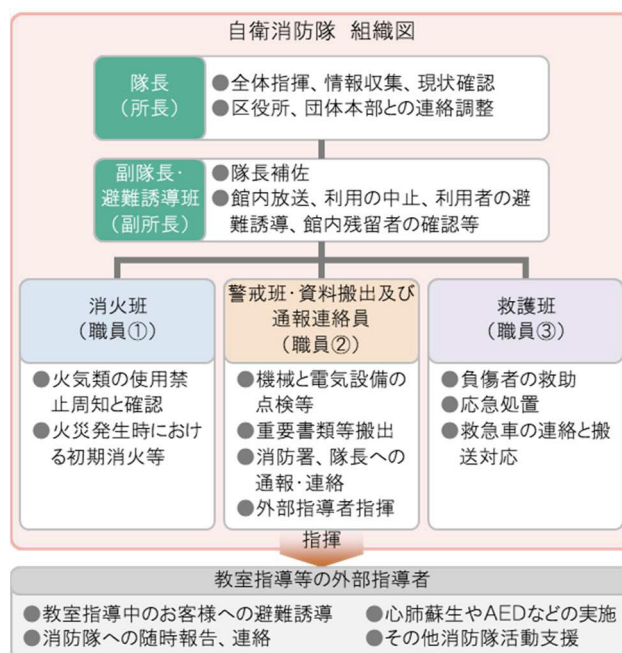 自衛消防隊 組織図
隊長
（所長）
●全体指揮、情報収集、現状確認
●区役所、団体本部との連絡調整
副隊長・
避難誘導班
（副所長）
●隊長補佐
●館内放送、利用の中止、利用者の避
難誘導、館内残留者の確認等
消火班
（職員①）
●火気類の使用禁
止周知と確認
●火災発生時におけ
る初期消火等
警戒班・資料搬出及び
通報連絡員
（職員②）
●機械と電気設備の
点検等
●重要書類等搬出
●消防署、隊長への
通報・連絡
●外部指導者指揮
救護班
（職員③）
●負傷者の救助
●応急処置
●救急車の連絡と搬
送対応
指揮
教室指導等の外部指導者
●教室指導中のお客様への避難誘導
●消防隊への随時報告、連絡
●心肺蘇生やAEDなどの実施
●その他消防隊活動支援